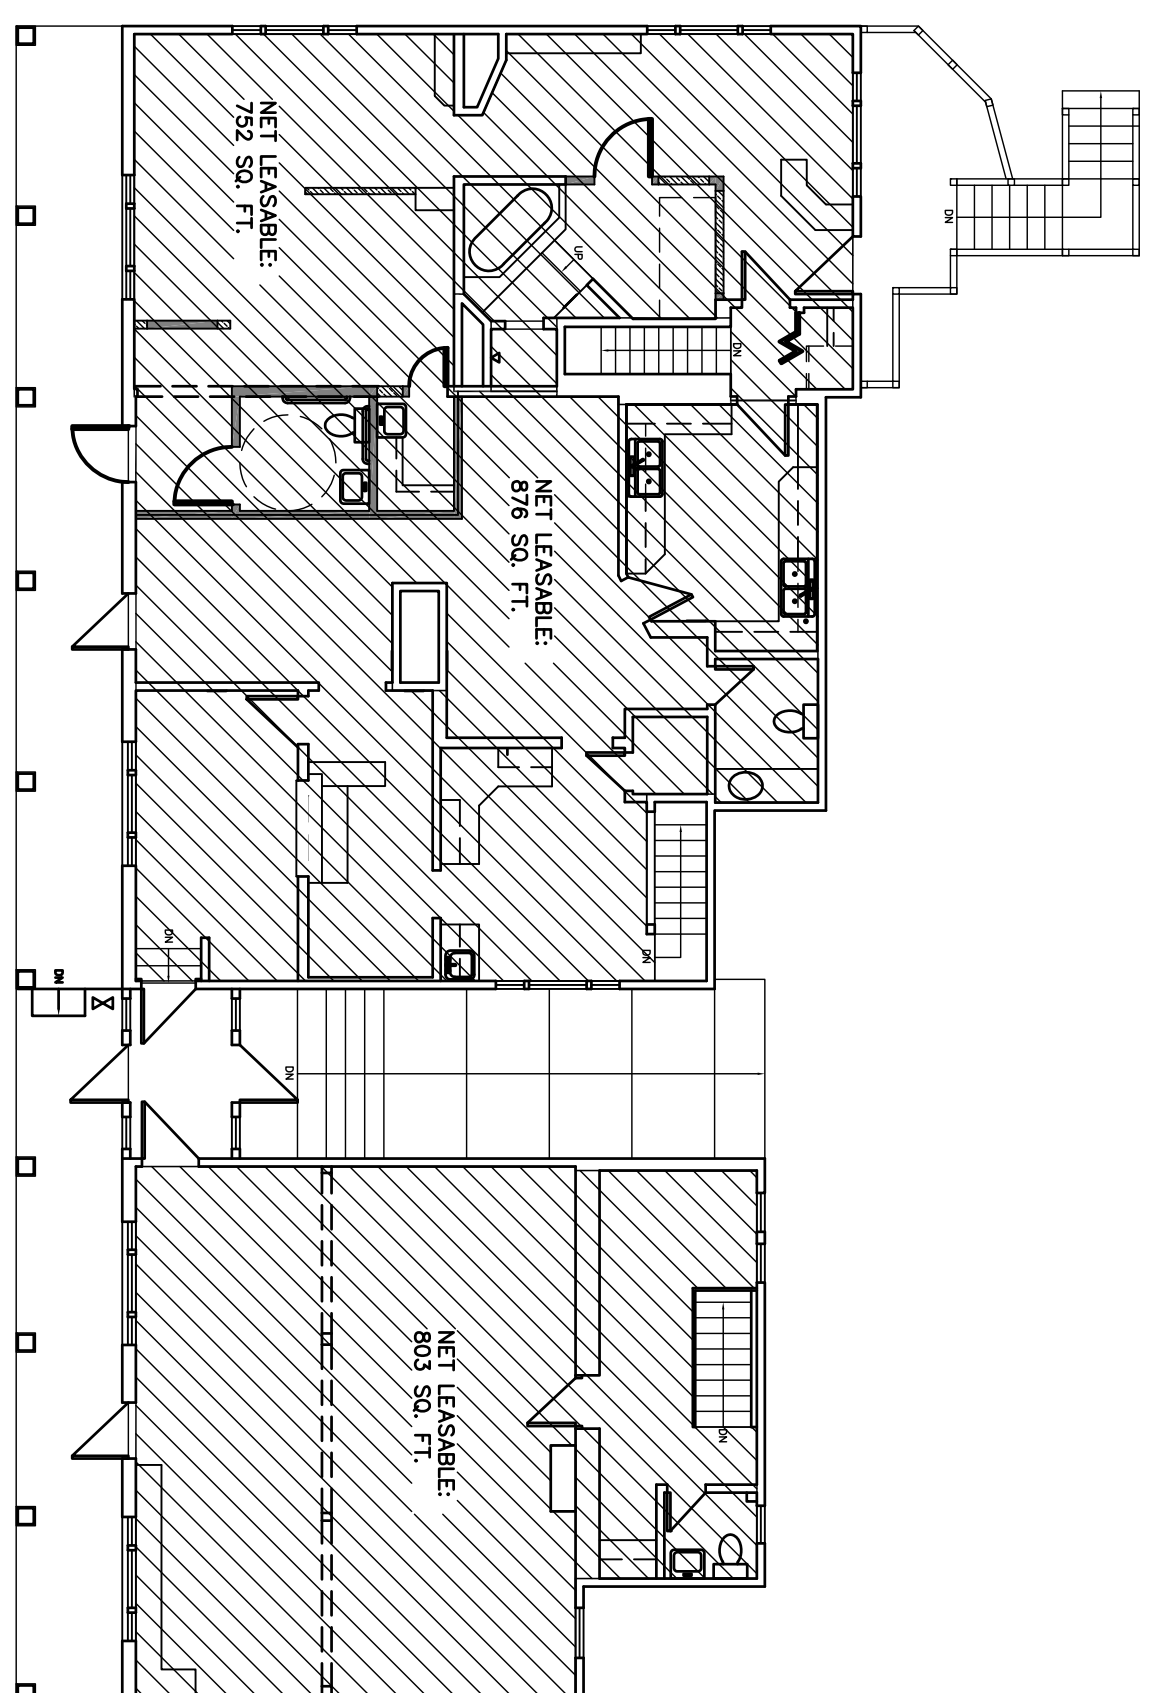 NET LEASABLE:
752 SQ. FT.
DN
UP
DN
NET LEASABLE:
876 SQ. FT.
DN
DN
DN
DN
NET LEASABLE:
803 SQ. FT.
DN